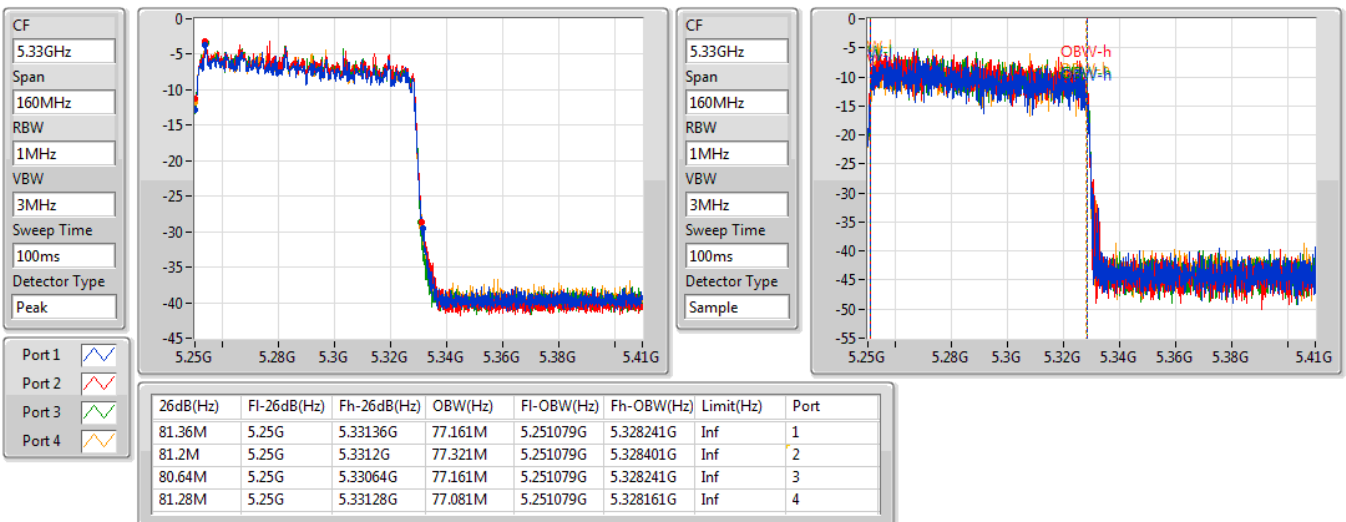 CF
5.33GHz
Span
160MHz
RBW
1MHz
VBW
3MHz
Sweep Time
100ms
Detector Type
Peak
0
-5
-10
-15
-20
-25
-30
-35
-40
-45
5.25G 5.28G 5.3G 5.32G 5.34G 5.36G 5.38G 5.41G
CF
5.33GHz
Span
160MHz
RBW
1MHz
VBW
3MHz
Sweep Time
100ms
Detector Type
Sample
0
-5
-10
-15
-20
-25
-30
-35
-40
-45
-50
-55
OBW-h
5.25G 5.28G 5.3G 5.32G 5.34G 5.36G 5.38G 5.41G
Port 1
Port 2
Port 3
Port 4
26dB(Hz) Fl-26dB(Hz) Fh-26dB(Hz) OBW(Hz) Fl-OBW(Hz) Fh-OBW(Hz) Limit(Hz) Port
81.36M 5.25G 5.33136G 77.161M 5.251079G 5.328241G Inf 1
81.2M 5.25G 5.3312G 77.321M 5.251079G 5.328401G Inf 2
80.64M 5.25G 5.33064G 77.161M 5.251079G 5.328241G Inf 3
81.28M 5.25G 5.33128G 77.081M 5.251079G 5.328161G Inf 4